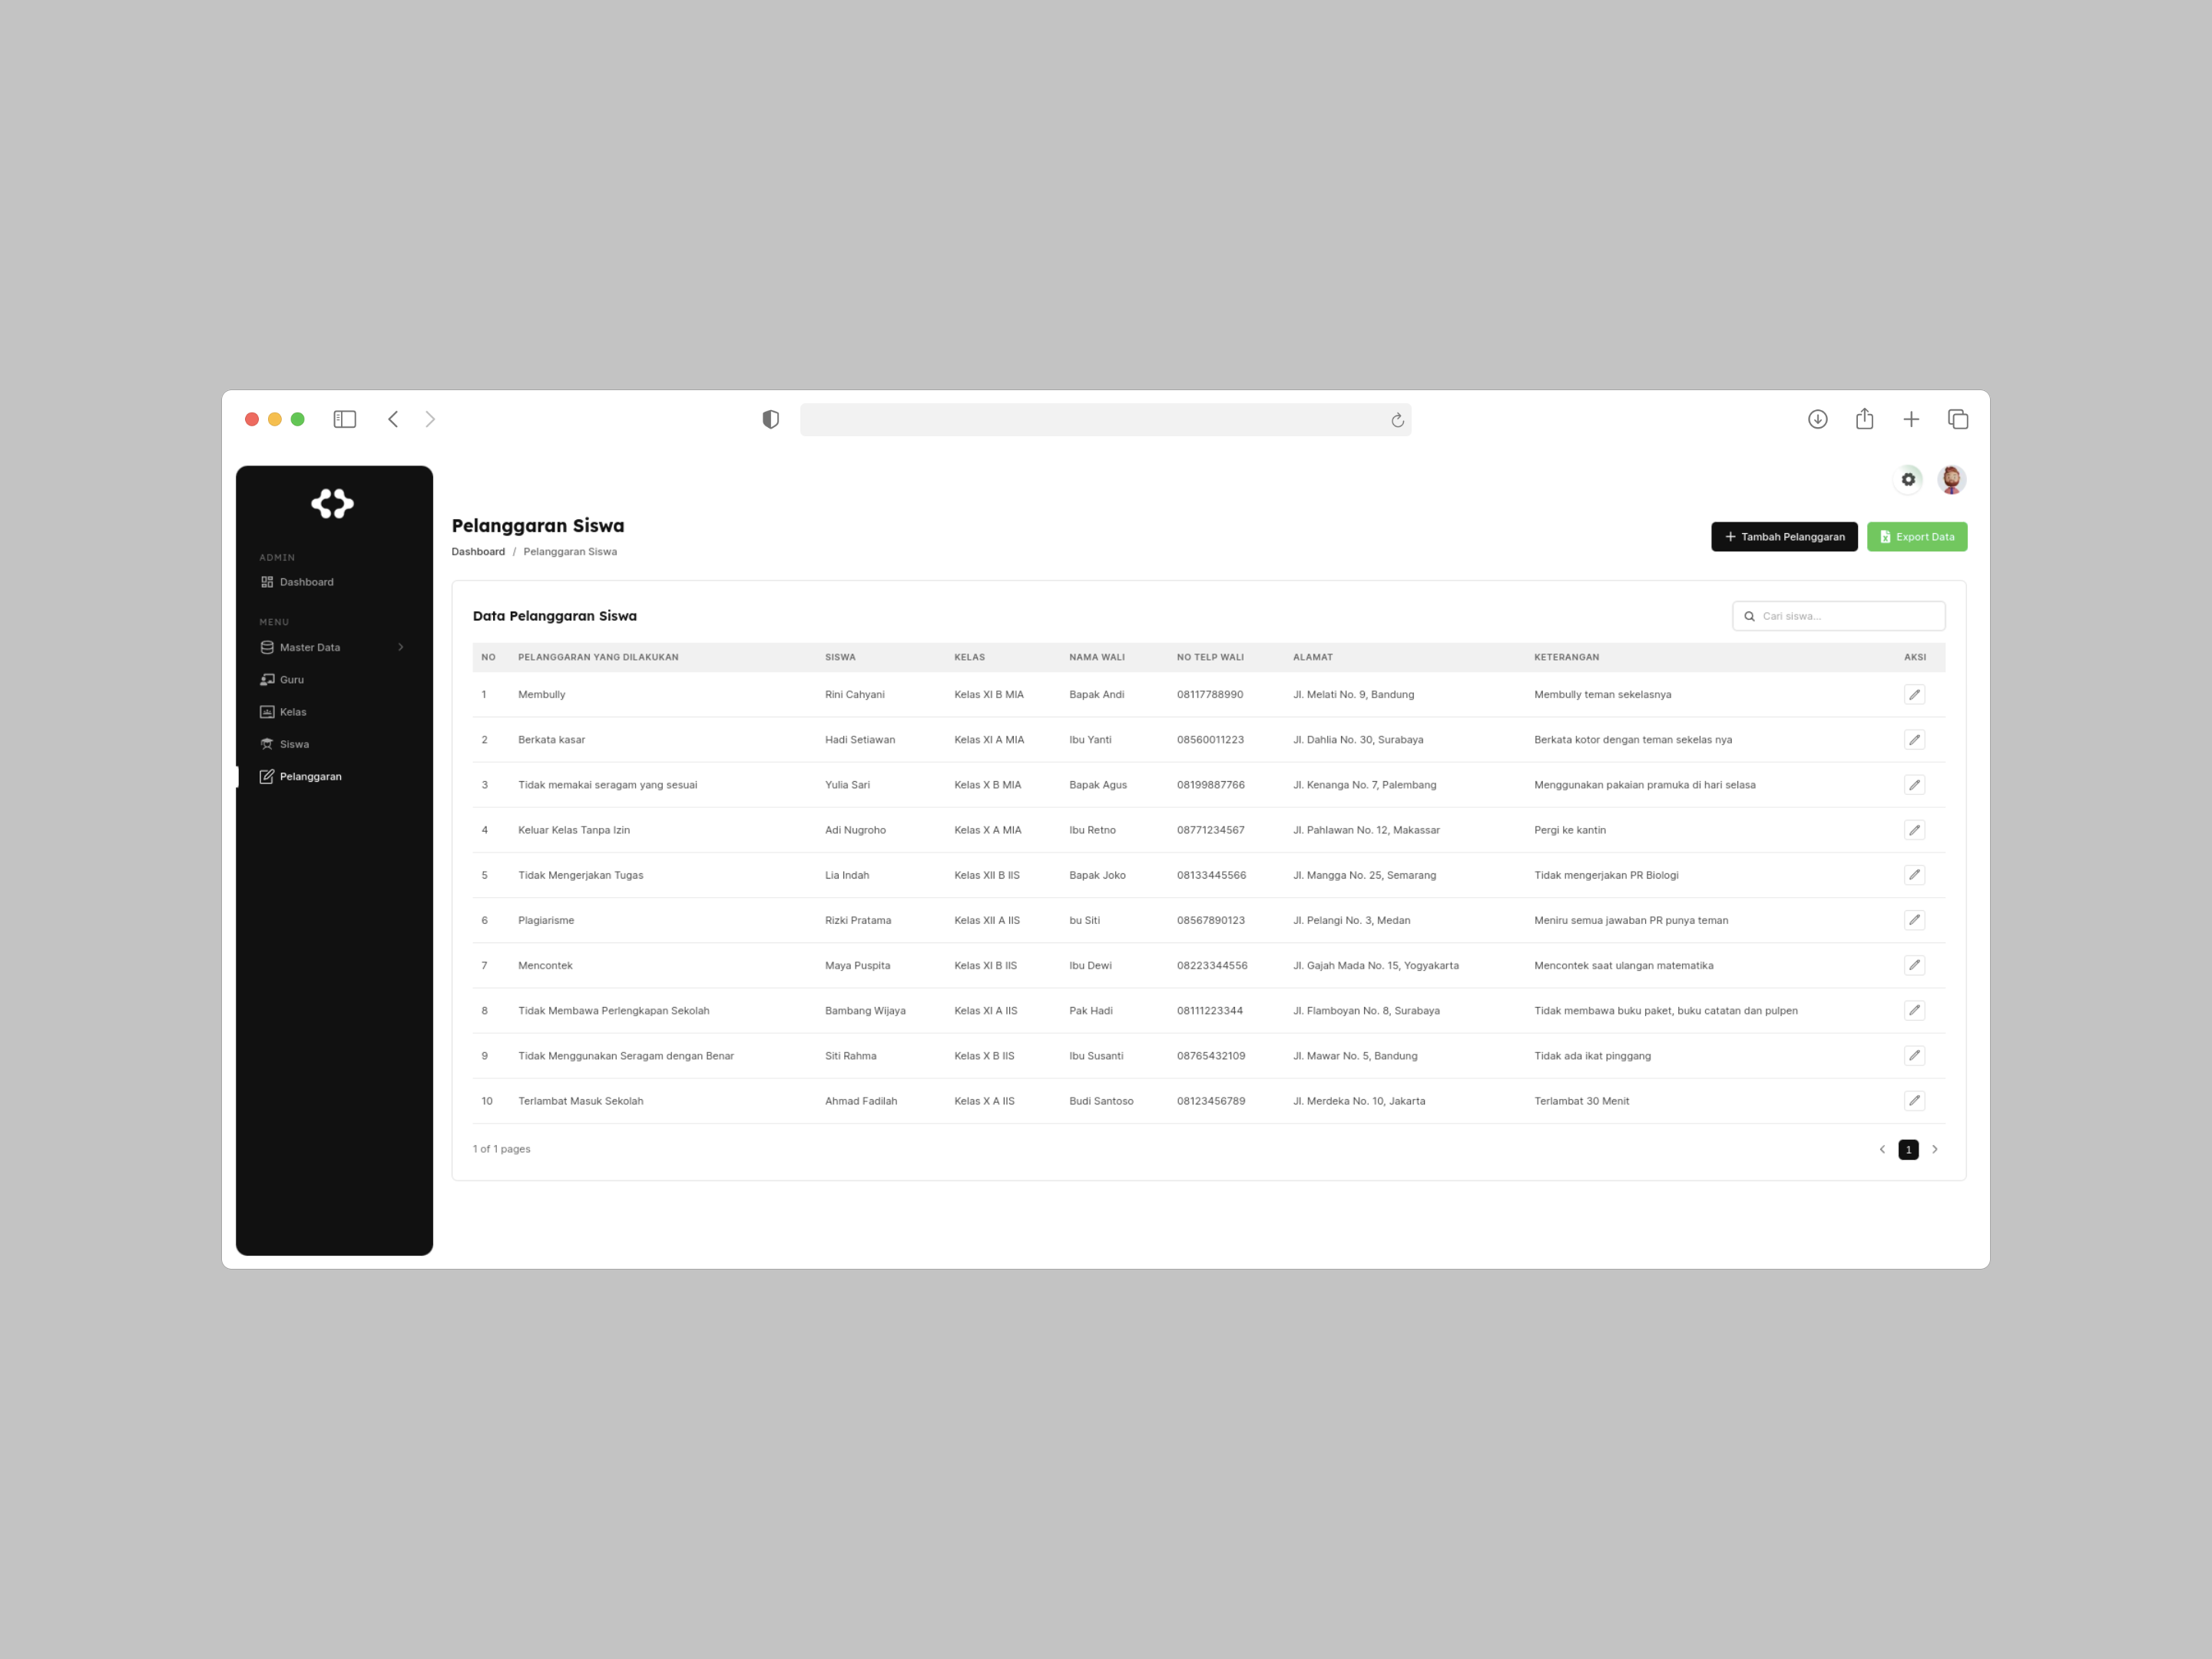 ADMIN
Dashboard
MENU
Master Data
Guru
Kelas
Siswa
Pelanggaran
Pelanggaran Siswa
Dashboard / Pelanggaran Siswa
Tambah Pelanggaran
Export Data
Data Pelanggaran Siswa
Cari siswa...
NO PELANGGARAN YANG DILAKUKAN SISWA KELAS NAMA WALI NO TELP WALI ALAMAT KETERANGAN AKSI
1 Membully Rini Cahyani Kelas XI B MIA Bapak Andi 08117788990 Jl. Melati No. 9, Bandung Membully teman sekelasnya
2 Berkata kasar Hadi Setiawan Kelas XI A MIA Ibu Yanti 08560011223 Jl. Dahlia No. 30, Surabaya Berkata kotor dengan teman sekelas nya
3 Tidak memakai seragam yang sesuai Yulia Sari Kelas X B MIA Bapak Agus 08199887766 Jl. Kenanga No. 7, Palembang Menggunakan pakaian pramuka di hari selasa
4 Keluar Kelas Tanpa Izin Adi Nugroho Kelas X A MIA Ibu Retno 08771234567 Jl. Pahlawan No. 12, Makassar Pergi ke kantin
5 Tidak Mengerjakan Tugas Lia Indah Kelas XII B IIS Bapak Joko 08133445566 Jl. Mangga No. 25, Semarang Tidak mengerjakan PR Biologi
6 Plagiarisme Rizki Pratama Kelas XII A IIS bu Siti 08567890123 Jl. Pelangi No. 3, Medan Meniru semua jawaban PR punya teman
7 Mencontek Maya Puspita Kelas XI B IIS Ibu Dewi 08223344556 Jl. Gajah Mada No. 15, Yogyakarta Mencontek saat ulangan matematika
8 Tidak Membawa Perlengkapan Sekolah Bambang Wijaya Kelas XI A IIS Pak Hadi 08111223344 Jl. Flamboyan No. 8, Surabaya Tidak membawa buku paket, buku catatan dan pulpen
9 Tidak Menggunakan Seragam dengan Benar Siti Rahma Kelas X B IIS Ibu Susanti 08765432109 Jl. Mawar No. 5, Bandung Tidak ada ikat pinggang
10 Terlambat Masuk Sekolah Ahmad Fadilah Kelas X A IIS Budi Santoso 08123456789 Jl. Merdeka No. 10, Jakarta Terlambat 30 Menit
1 of 1 pages
1